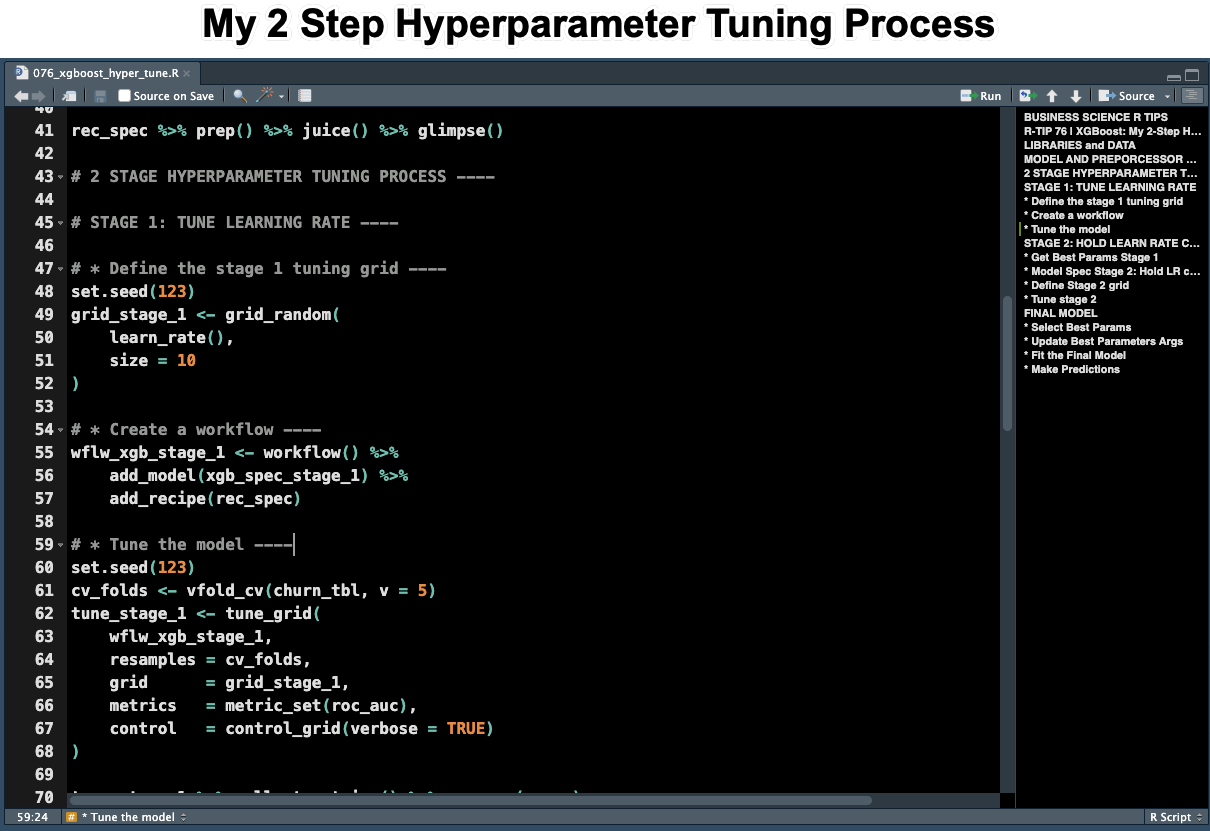 My 2 Step Hyperparameter Tuning Process
076_xgboost_hyper_tune.R
Source on Save
Run
Source
40
41 rec_spec %>% prep() %>% juice() %>% glimpse()
42
43 # 2 STAGE HYPERPARAMETER TUNING PROCESS ----
44
45 # STAGE 1: TUNE LEARNING RATE ----
46
47 # * Define the stage 1 tuning grid ----
48 set.seed(123)
49 grid_stage_1 <- grid_random(
50     learn_rate(),
51     size = 10
52 )
53
54 # * Create a workflow ----
55 wflw_xgb_stage_1 <- workflow() %>%
56     add_model(xgb_spec_stage_1) %>%
57     add_recipe(rec_spec)
58
59 # * Tune the model ----
60 set.seed(123)
61 cv_folds <- vfold_cv(churn_tbl, v = 5)
62 tune_stage_1 <- tune_grid(
63     wflw_xgb_stage_1,
64     resamples = cv_folds,
65     grid      = grid_stage_1,
66     metrics   = metric_set(roc_auc),
67     control   = control_grid(verbose = TRUE)
68 )
69
70
BUSINESS SCIENCE R TIPS
R-TIP 76 | XGBoost: My 2-Step H...
LIBRARIES and DATA
MODEL AND PREPORCESSOR ...
2 STAGE HYPERPARAMETER T...
STAGE 1: TUNE LEARNING RATE
* Define the stage 1 tuning grid
* Create a workflow
* Tune the model
STAGE 2: HOLD LEARN RATE C...
* Get Best Params Stage 1
* Model Spec Stage 2: Hold LR c...
* Define Stage 2 grid
* Tune stage 2
FINAL MODEL
* Select Best Params
* Update Best Parameters Args
* Fit the Final Model
* Make Predictions
59:24
# * Tune the model
R Script